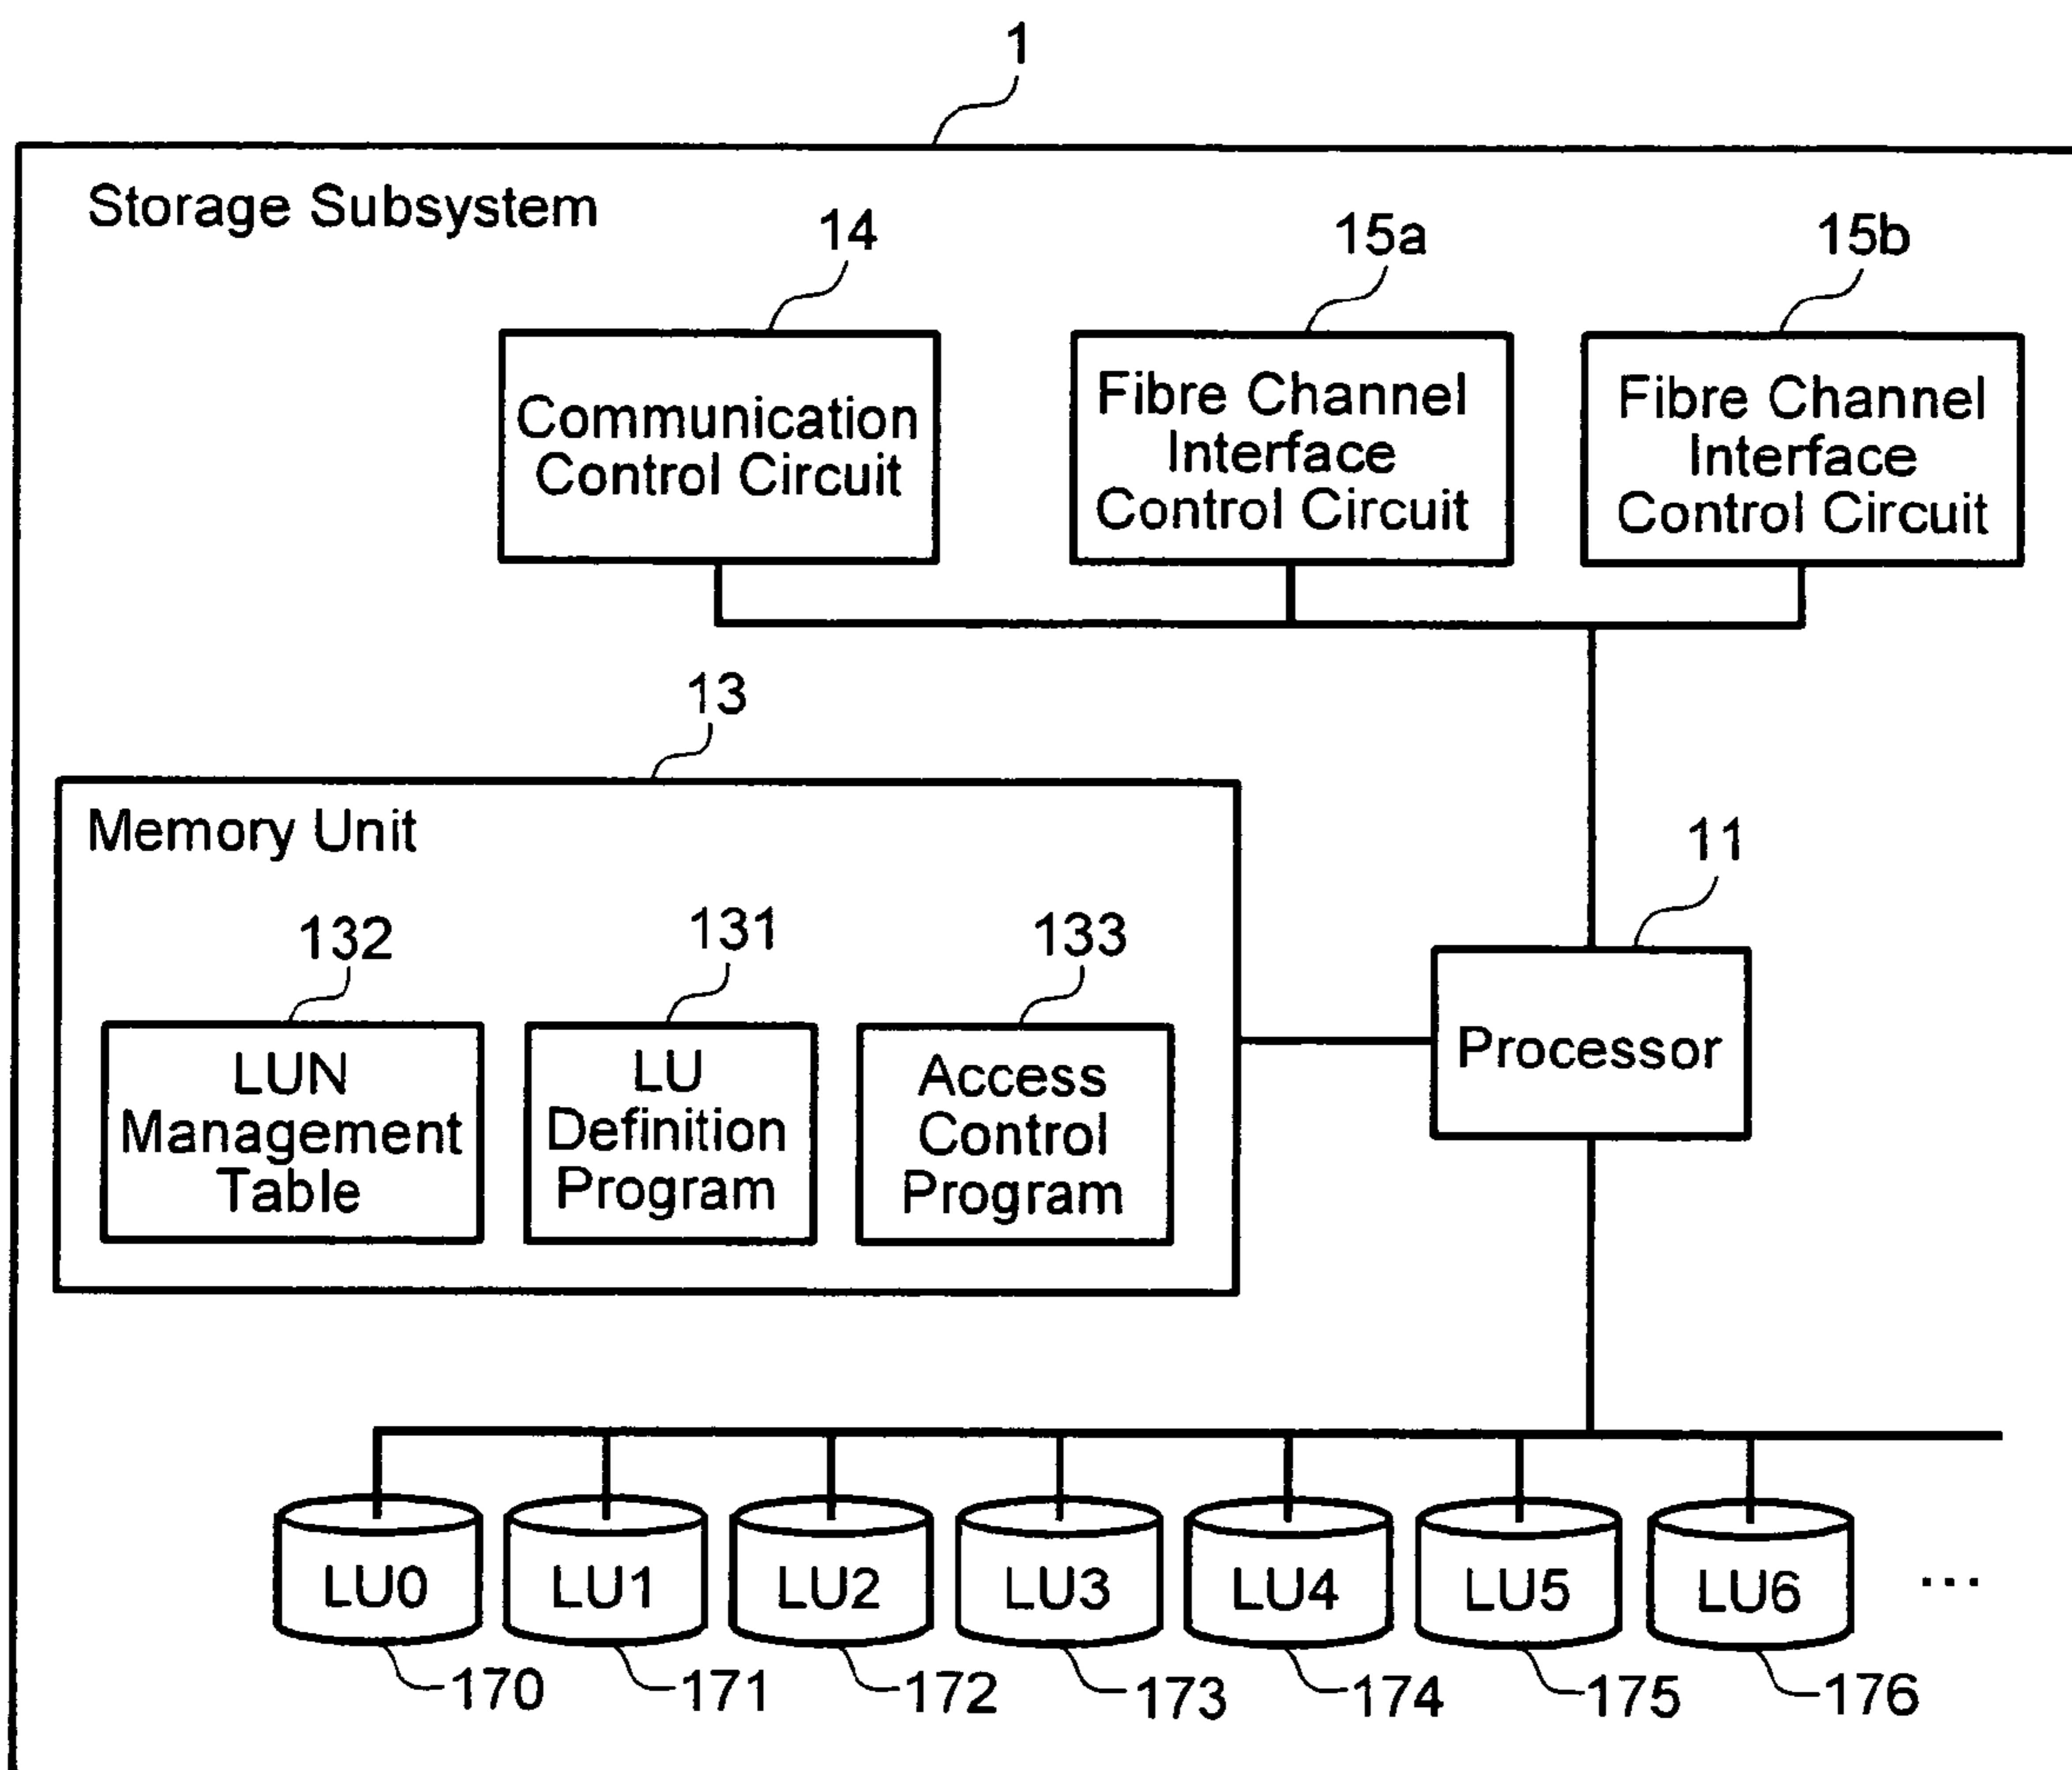 1
Storage Subsystem
14
15a
15b
Communication
Control Circuit
Fibre Channel
Interface
Control Circuit
Fibre Channel
Interface
Control Circuit
13
Memory Unit
11
132
131
133
LUN
Management
Table
LU
Definition
Program
Access
Control
Program
Processor
LU0
LU1
LU2
LU3
LU4
LU5
LU6
...
170
171
172
173
174
175
176